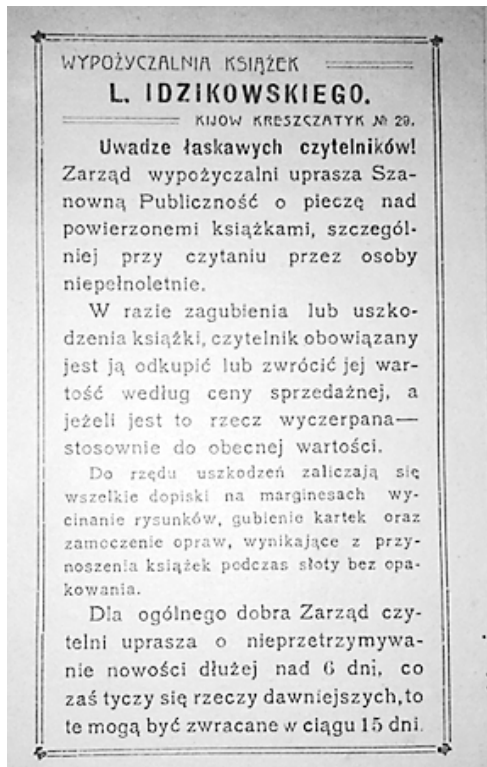 WYPOŻYCZALNIA KSIĄŻEK
L. IDZIKOWSKIEGO.
KIJOW KRESZCZATYK № 29.
Uwadze łaskawych czytelników!
Zarząd wypożyczalni uprasza Sza-
nowną Publiczność o pieczę nad
powierzonemi książkami, szczegól-
niej przy czytaniu przez osoby
niepełnoletnie.
W razie zagubienia lub uszko-
dzenia książki, czytelnik obowiązany
jest ją odkupić lub zwrócić jej war-
tość według ceny sprzedażnej, a
jeżeli jest to rzecz wyczerpana—
stosownie do obecnej wartości.
Do rzędu uszkodzeń zaliczają się
wszelkie dopiski na marginesach wy-
cinanie rysunków, gubienie kartek oraz
zamoczenie opraw, wynikające z przy-
noszenia książek podczas słoty bez opa-
kowania.
Dla ogólnego dobra Zarząd czy-
telni uprasza o nieprzetrzymywa-
nie nowości dłużej nad 6 dni, co
zaś tyczy się rzeczy dawniejszych, to
te mogą być zwracane w ciągu 15 dni.